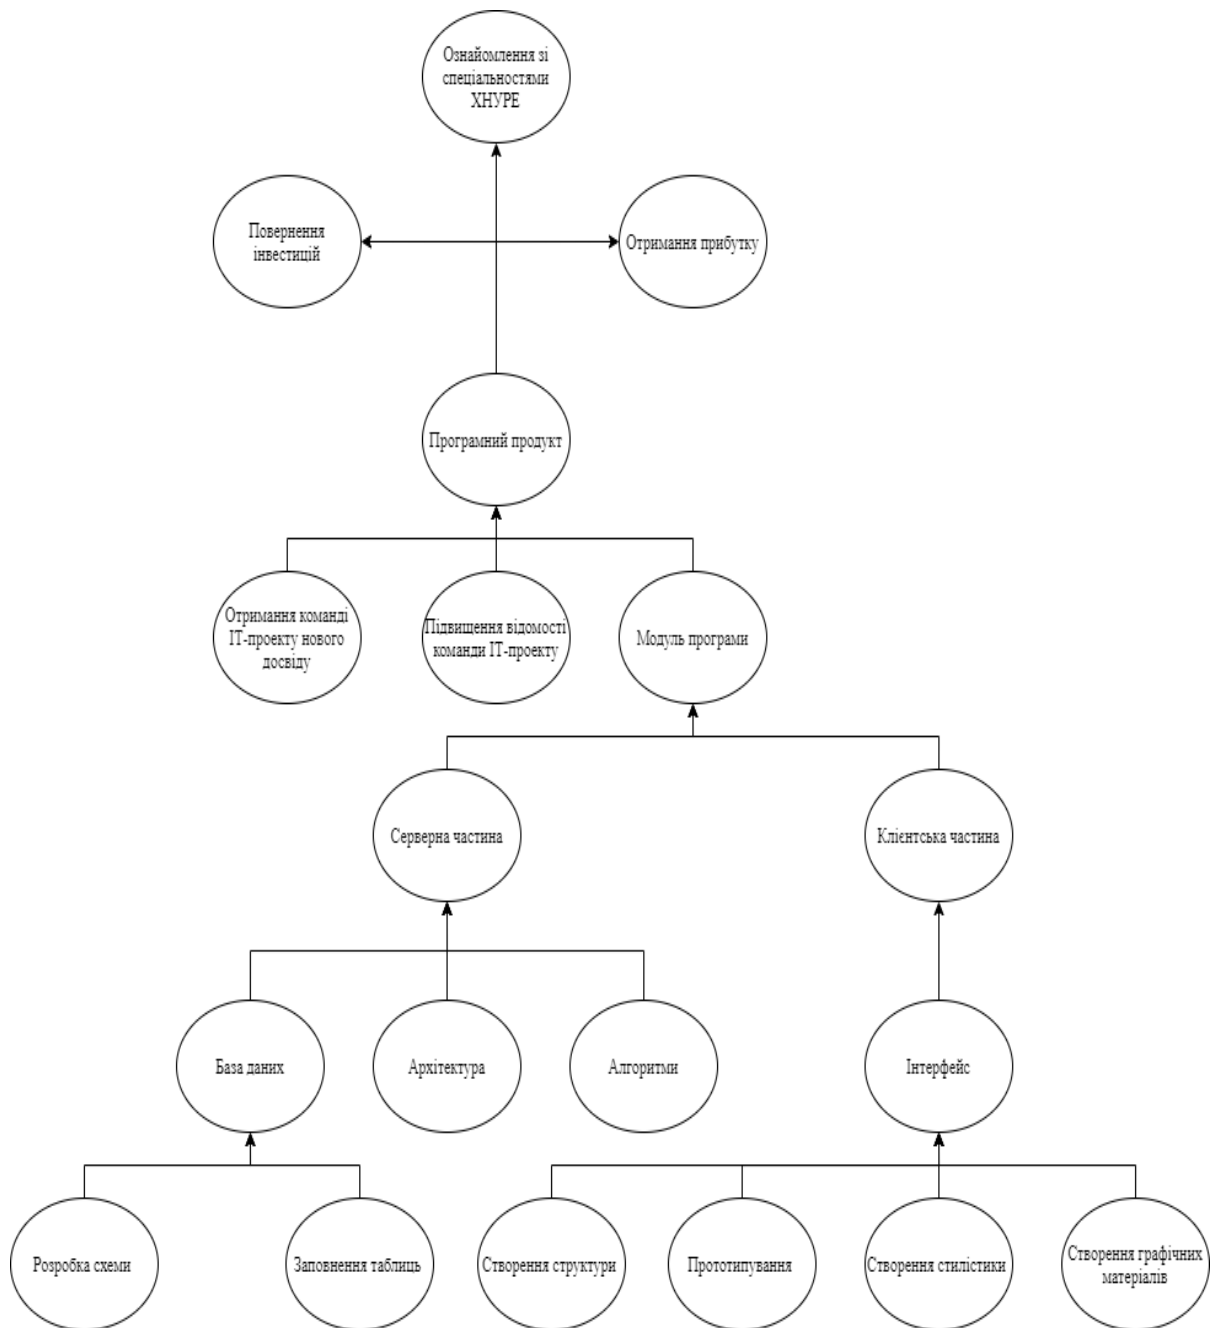 Ознайомлення зі
спеціальностями
ХНУРЕ
Повернення
інвестицій
Отримання прибутку
Програмний продукт
Отримання команді
ІТ-проекту нового
досвіду
Підвищення відомості
команди ІТ-проекту
Модуль програми
Серверна частина
Клієнтська частина
База даних
Архітектура
Алгоритми
Інтерфейс
Розробка схеми
Заповнення таблиць
Створення структури
Прототипування
Створення стилістики
Створення графічних
матеріалів